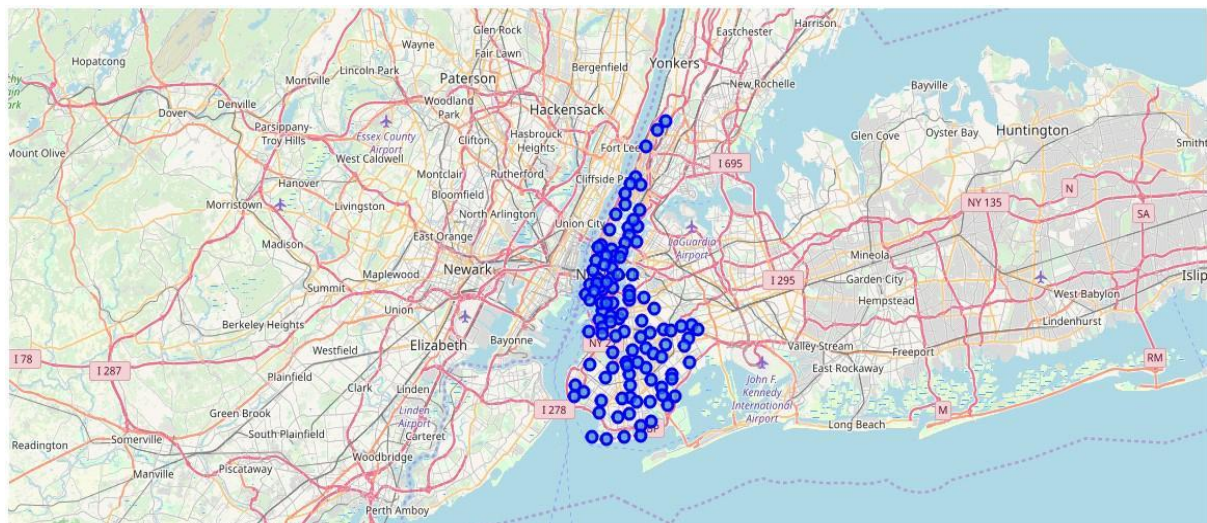 Hopatcong
Wayne
Glen Rock
Fair Lawn
Bergenfield
Eastchester
Harrison
Yonkers
Lincoln Park
Montville
Paterson
New Rochelle
Bayville
Denville
Dover
Woodland
Park
Hackensack
Parsippany-
Troy Hills
Essex County
Airport
Clifton
Hasbrouck
Heights
Fort Lee
Glen Cove
Oyster Bay
Huntington
Mount Olive
West Caldwell
I 695
Montclair
Rutherford
Hanover
Bloomfield
N
Livingston
Morristown
North Arlington
Union City
NY 135
SA
East Orange
LaGuardia
Airport
Madison
Mineola
Newark
Maplewood
I 295
Garden City
Summit
Islip
Union
Hempstead
West Babylon
Berkeley Heights
Bayonne
Lindenhurst
Westfield
Elizabeth
Valley Stream
Freeport
I 78
I 287
Plainfield
Linden
East Rockaway
RM
Clark
John F.
Kennedy
International
Airport
Green Brook
Linden
Airport
I 278
M
Long Beach
Readington
Somerville
South Plainfield
Carteret
Woodbridge
Piscataway
Manville
Perth Amboy